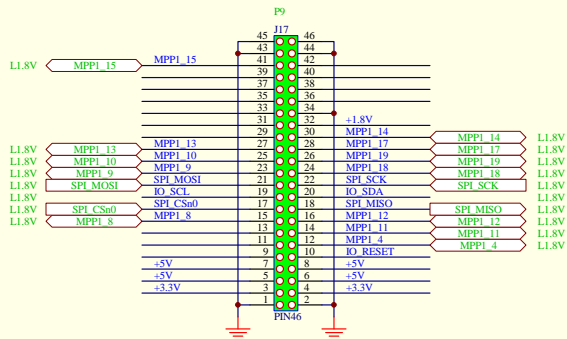 P9
J17
45 46
43 44
L1.8V MPP1_15 MPP1_15 41 42
39 40
37 38
35 36
33 34
31 32 +1.8V
29 30 MPP1_14 MPP1_14 L1.8V
L1.8V MPP1_13 MPP1_13 27 28 MPP1_17 MPP1_17 L1.8V
L1.8V MPP1_10 MPP1_10 25 26 MPP1_19 MPP1_19 L1.8V
L1.8V MPP1_9 MPP1_9 23 24 MPP1_18 MPP1_18 L1.8V
L1.8V SPI_MOSI SPI_MOSI 21 22 SPI_SCK SPI_SCK L1.8V
L1.8V IO_SCL 19 20 IO_SDA L1.8V
L1.8V SPI_CSn0 SPI_CSn0 17 18 SPI_MISO SPI_MISO L1.8V
L1.8V MPP1_8 MPP1_8 15 16 MPP1_12 MPP1_12 L1.8V
13 14 MPP1_11 MPP1_11 L1.8V
11 12 MPP1_4 MPP1_4 L1.8V
9 10 IO_RESET
+5V 7 8 +5V
+5V 5 6 +5V
+3.3V 3 4 +3.3V
1 2
PIN46